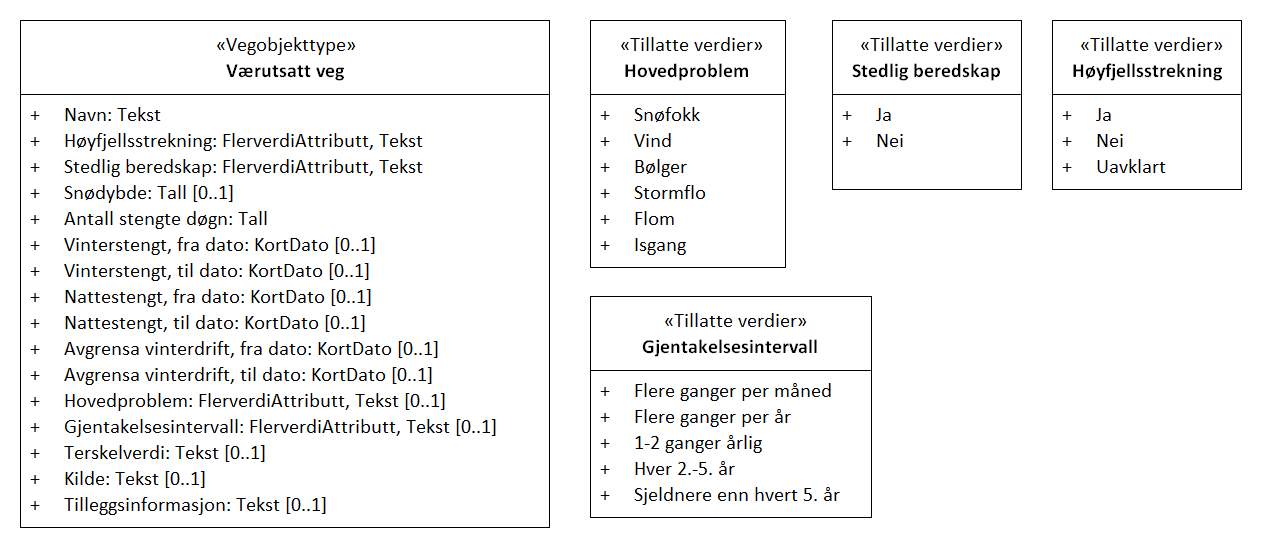 «Vegobjekttype»
Værutsatt veg
+ Navn: Tekst
+ Høyfjellsstrekning: FlerverdiAttributt, Tekst
+ Stedlig beredskap: FlerverdiAttributt, Tekst
+ Snødybde: Tall [0..1]
+ Antall stengte døgn: Tall
+ Vinterstengt, fra dato: KortDato [0..1]
+ Vinterstengt, til dato: KortDato [0..1]
+ Nattestengt, fra dato: KortDato [0..1]
+ Nattestengt, til dato: KortDato [0..1]
+ Avgrensa vinterdrift, fra dato: KortDato [0..1]
+ Avgrensa vinterdrift, til dato: KortDato [0..1]
+ Hovedproblem: FlerverdiAttributt, Tekst [0..1]
+ Gjentakelsesintervall: FlerverdiAttributt, Tekst [0..1]
+ Terskelverdi: Tekst [0..1]
+ Kilde: Tekst [0..1]
+ Tilleggsinformasjon: Tekst [0..1]
«Tillatte verdier»
Hovedproblem
+ Snøfokk
+ Vind
+ Bølger
+ Stormflo
+ Flom
+ Isgang
«Tillatte verdier»
Stedlig beredskap
+ Ja
+ Nei
«Tillatte verdier»
Høyfjellsstrekning
+ Ja
+ Nei
+ Uavklart
«Tillatte verdier»
Gjentakelsesintervall
+ Flere ganger per måned
+ Flere ganger per år
+ 1-2 ganger årlig
+ Hver 2.-5. år
+ Sjeldnere enn hvert 5. år